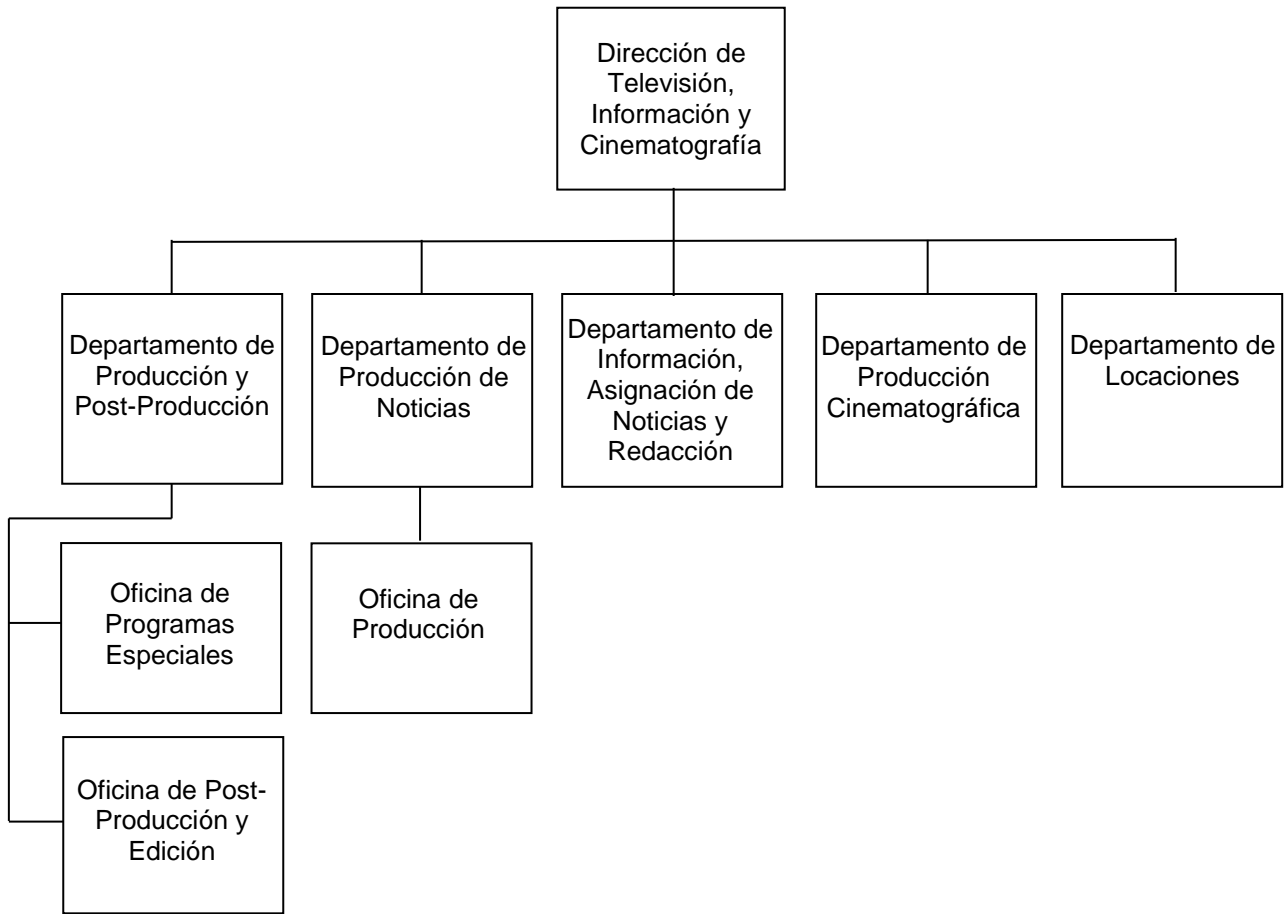 Dirección de
Televisión,
Información y
Cinematografía
Departamento de
Producción y
Post-Producción
Departamento de
Producción de
Noticias
Departamento de
Información,
Asignación de
Noticias y
Redacción
Departamento de
Producción
Cinematográfica
Departamento de
Locaciones
Oficina de
Programas
Especiales
Oficina de
Producción
Oficina de Post-
Producción y
Edición